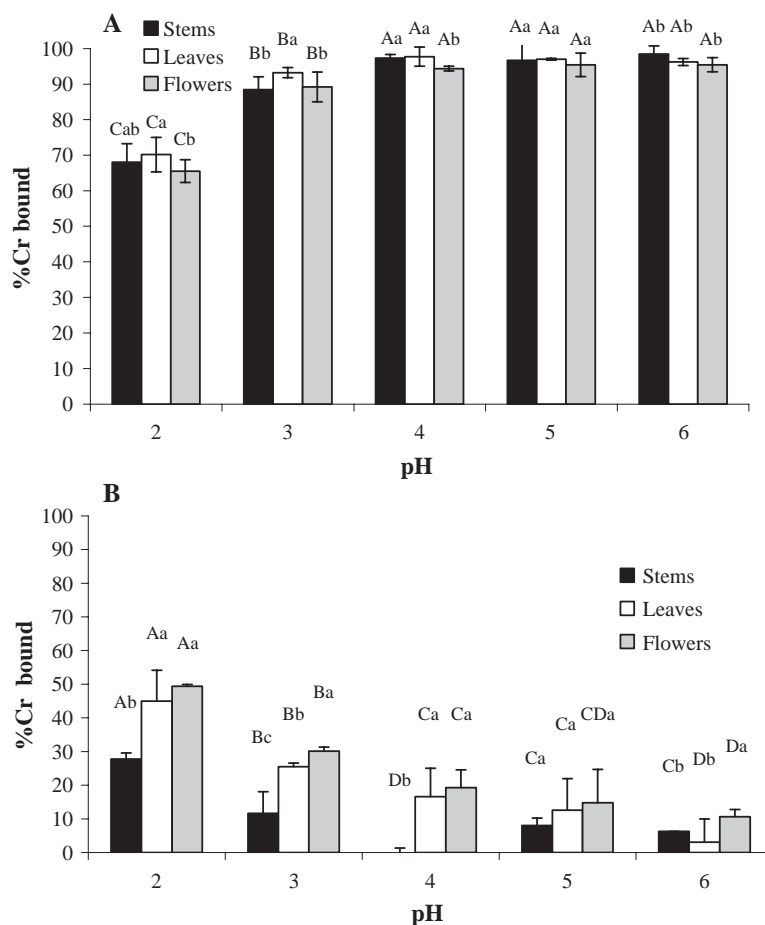 A
Stems
Leaves
Flowers
%Cr bound
100
90
80
70
60
50
40
30
20
10
0
Cab Ca Cb
Bb Ba Bb
Aa Aa Ab
Aa Aa Aa
Ab Ab Ab
2 3 4 5 6
pH
B
Stems
Leaves
Flowers
%Cr bound
100
90
80
70
60
50
40
30
20
10
0
Ab Aa Aa
Bc Bb Ba
Db Ca Ca
Ca Ca CDa
Cb Db Da
2 3 4 5 6
pH